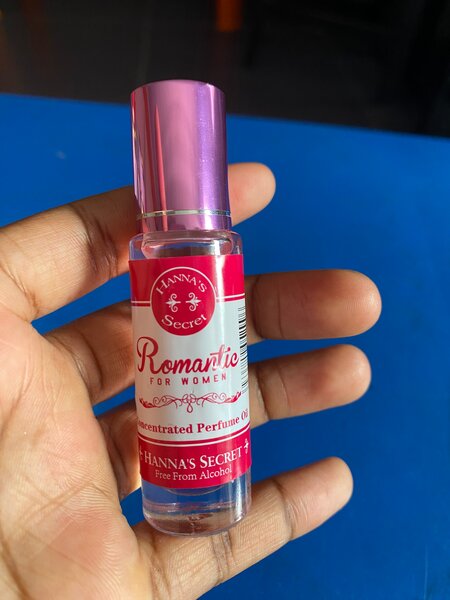 HANNA'S
Secret
Romantic
FOR WOMEN
Concentrated Perfume Oil
HANNA'S SECRET
Free From Alcohol